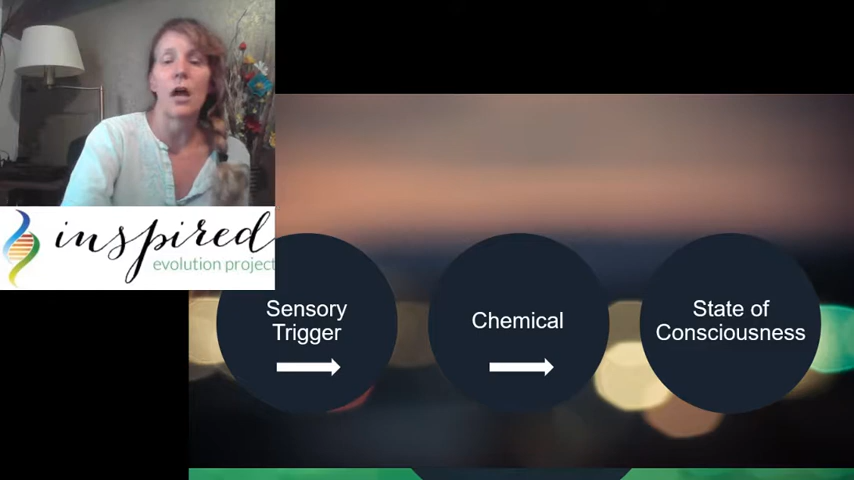 inspired
evolution project
Sensory
Trigger
Chemical
State of
Consciousness